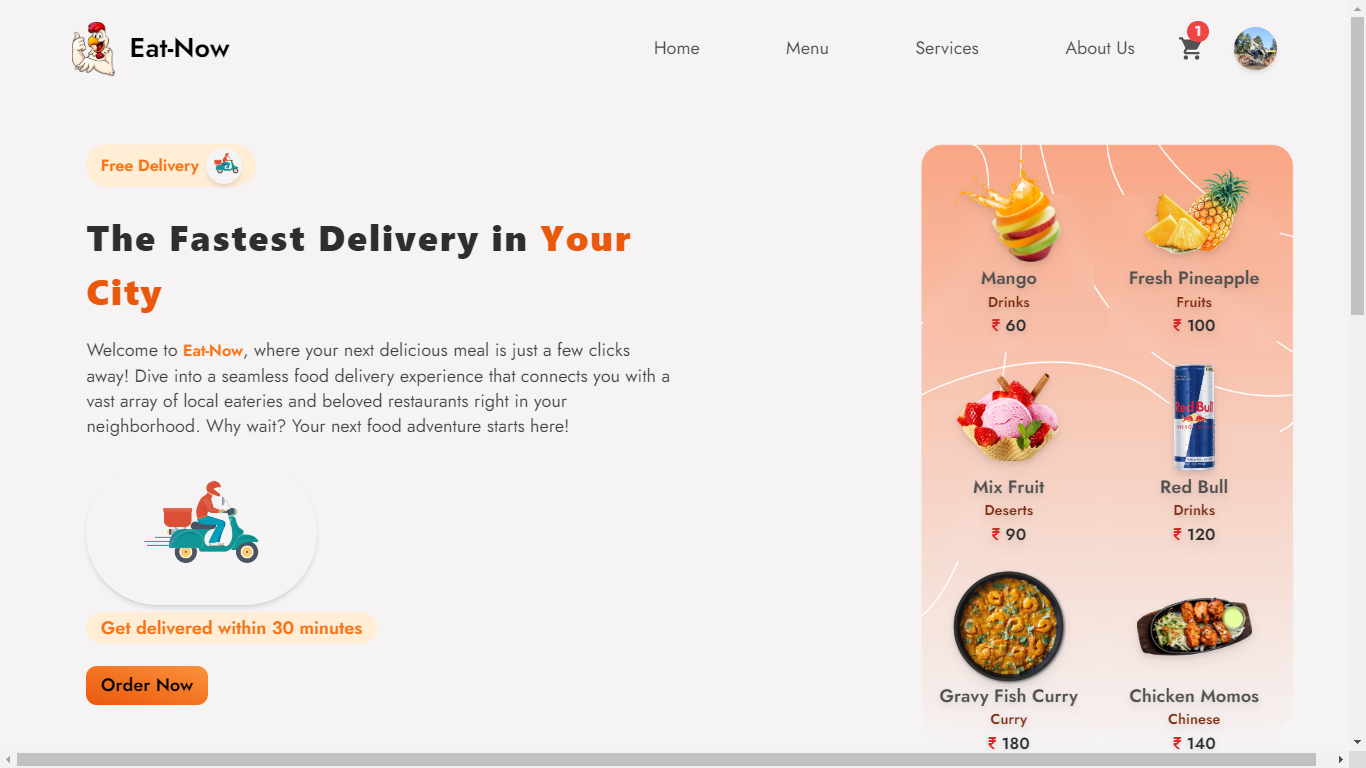 Eat-Now
Home
Menu
Services
About Us
1
Free Delivery
The Fastest Delivery in Your
City
Welcome to Eat-Now, where your next delicious meal is just a few clicks
away! Dive into a seamless food delivery experience that connects you with a
vast array of local eateries and beloved restaurants right in your
neighborhood. Why wait? Your next food adventure starts here!
Get delivered within 30 minutes
Order Now
Mango
Drinks
₹ 60
Fresh Pineapple
Fruits
₹ 100
Mix Fruit
Deserts
₹ 90
Red Bull
Red Bull
Drinks
₹ 120
Gravy Fish Curry
Curry
₹ 180
Chicken Momos
Chinese
₹ 140